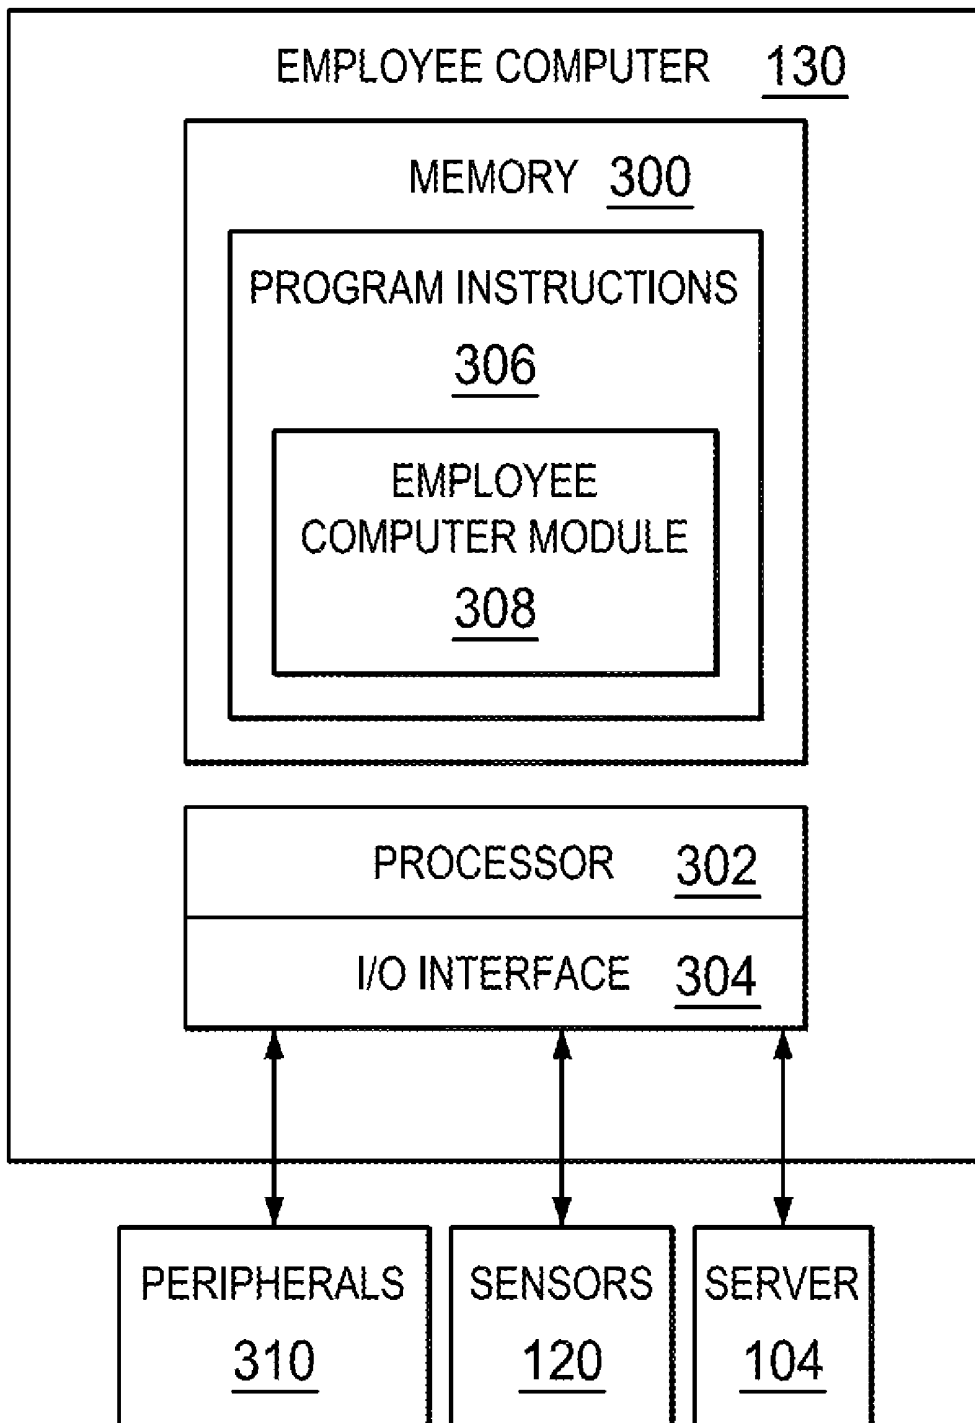 EMPLOYEE COMPUTER 130
MEMORY 300
PROGRAM INSTRUCTIONS
306
EMPLOYEE
COMPUTER MODULE
308
PROCESSOR 302
I/O INTERFACE 304
PERIPHERALS
310
SENSORS
120
SERVER
104